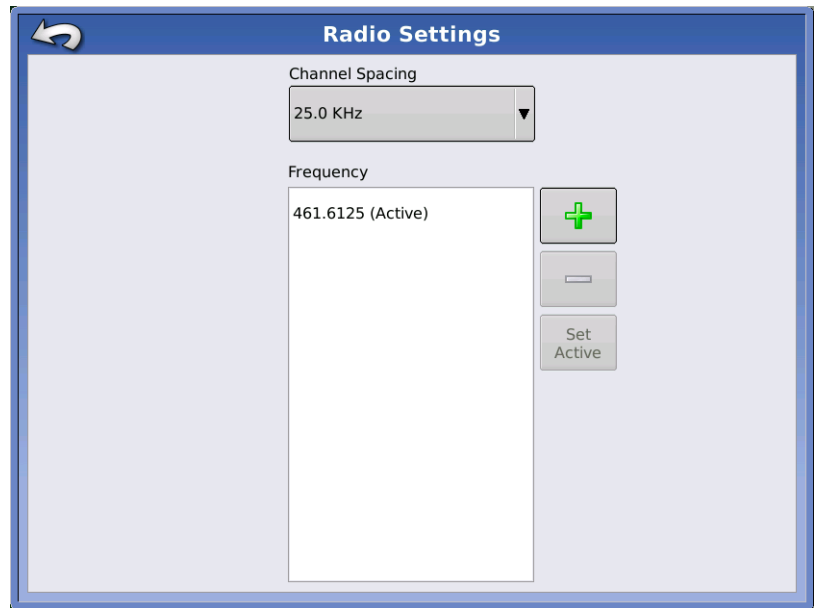 Radio Settings
Channel Spacing
25.0 KHz
Frequency
461.6125 (Active)
Set
Active